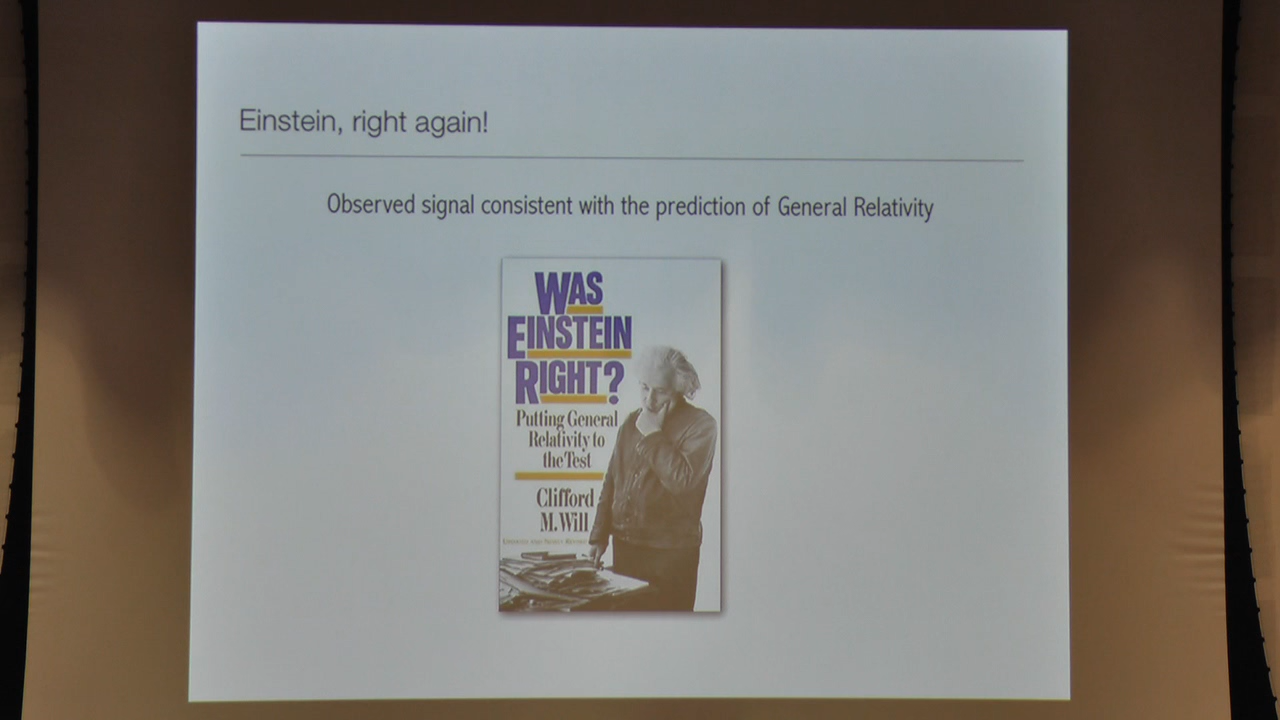 Einstein, right again!
Observed signal consistent with the prediction of General Relativity
WAS
EINSTEIN
RIGHT?
Putting General
Relativity to
the Test
Clifford
M. Will